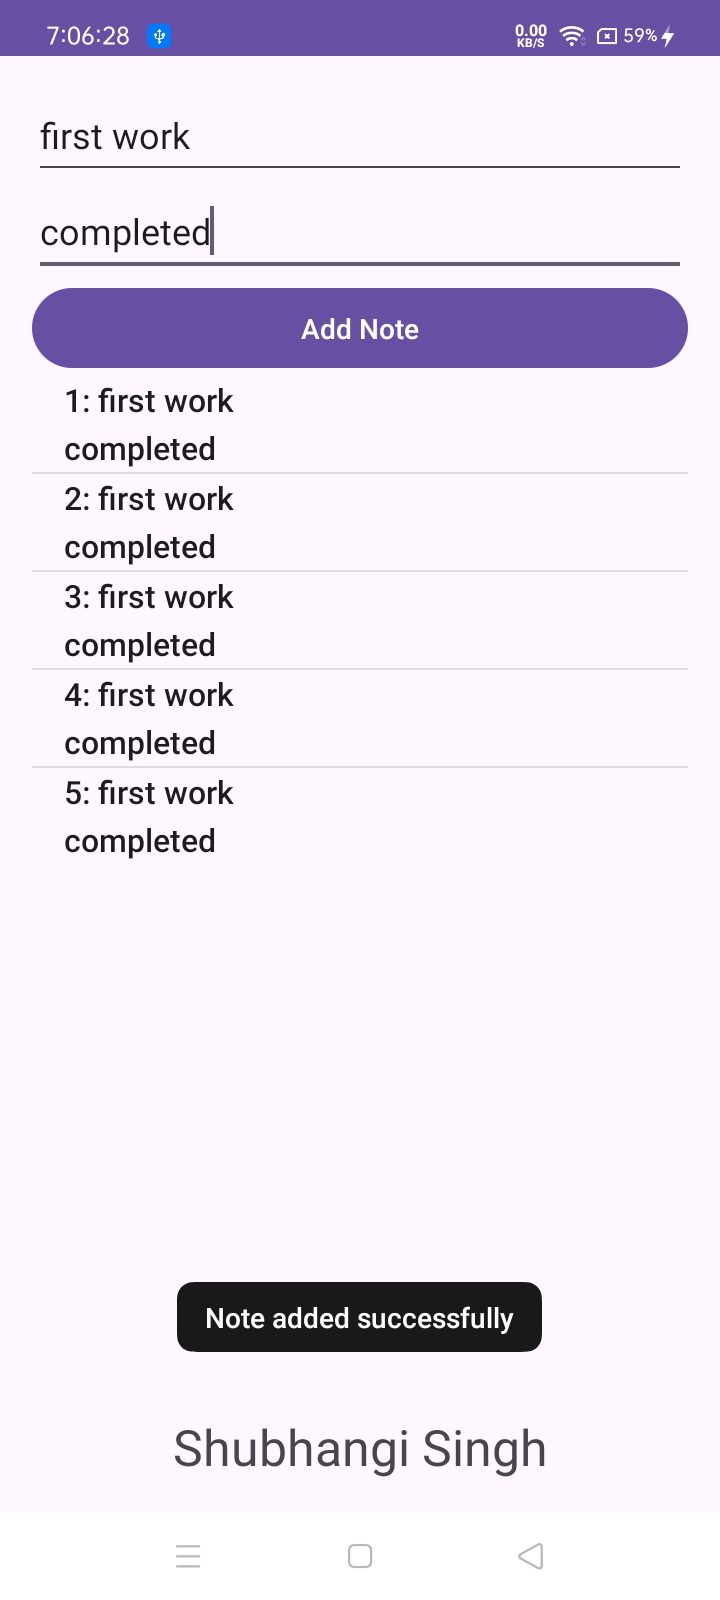 7:06:28 0.00 KB/S 59%
first work
completed
Add Note
1: first work
completed
2: first work
completed
3: first work
completed
4: first work
completed
5: first work
completed
Note added successfully
Shubhangi Singh